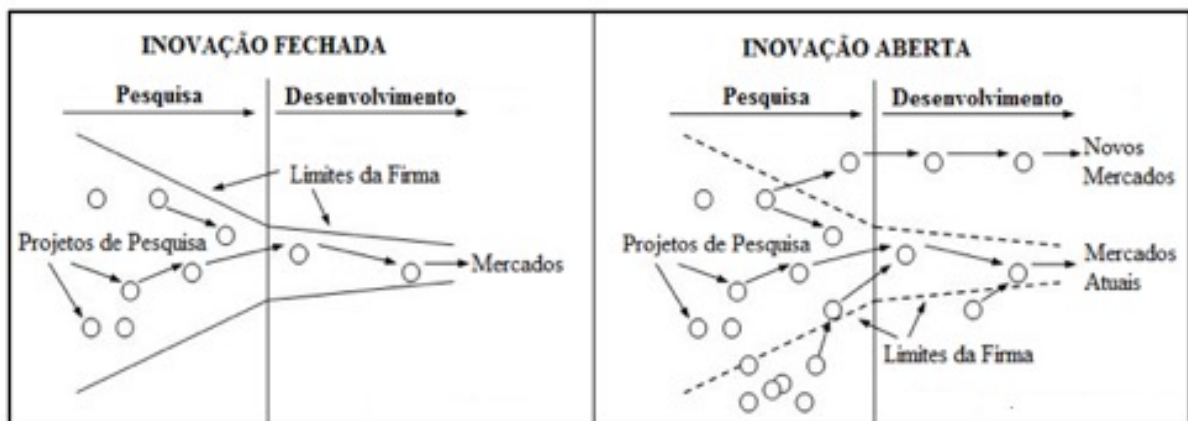 INOVAÇÃO FECHADA
Pesquisa
Desenvolvimento
Limites da Firma
Projetos de Pesquisa
Mercados
INOVAÇÃO ABERTA
Pesquisa
Desenvolvimento
Novos
Mercados
Projetos de Pesquisa
Mercados
Atuais
Limites da Firma